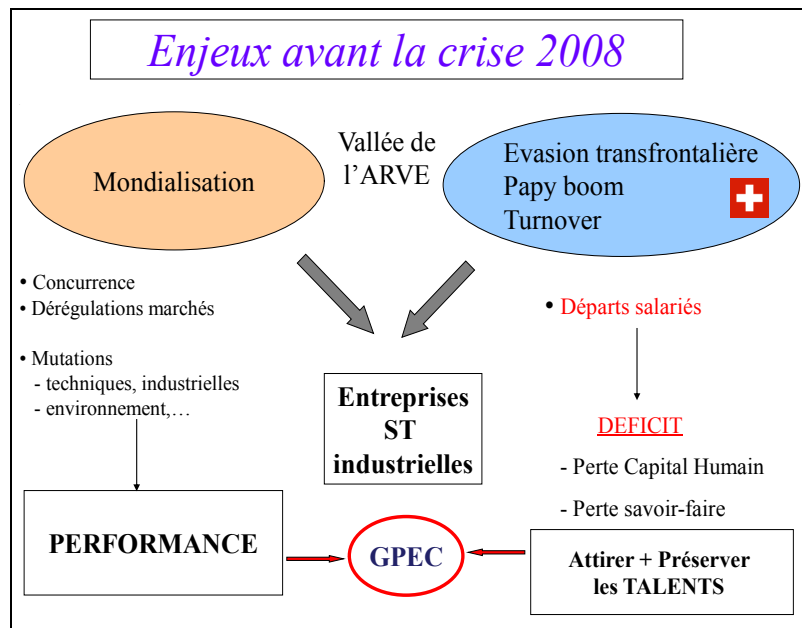 Enjeux avant la crise 2008
Mondialisation
Vallée de
l'ARVE
Evasion transfrontalière
Papy boom
Turnover
• Concurrence
• Dérégulations marchés
• Mutations
- techniques, industrielles
- environnement,…
PERFORMANCE
Entreprises
ST
industrielles
GPEC
• Départs salariés
DEFICIT
- Perte Capital Humain
- Perte savoir-faire
Attirer + Préserver
les TALENTS